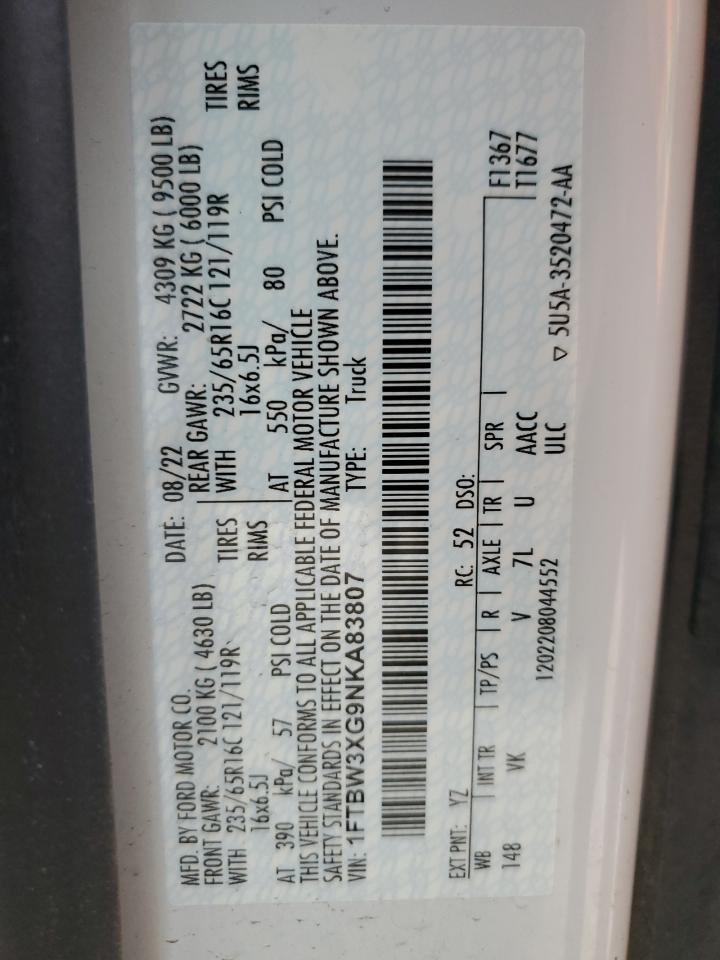 MFD. BY FORD MOTOR CO. DATE: 08/22 GVWR: 4309 KG ( 9500 LB)
FRONT GAWR: 2100 KG ( 4630 LB) REAR GAWR: 2722 KG ( 6000 LB)
WITH 235/65R16C 121/119R TIRES WITH 235/65R16C 121/119R TIRES
16x6.5J RIMS 16x6.5J RIMS
AT 390 kPa/ 57 PSI COLD AT 550 kPa/ 80 PSI COLD
THIS VEHICLE CONFORMS TO ALL APPLICABLE FEDERAL MOTOR VEHICLE
SAFETY STANDARDS IN EFFECT ON THE DATE OF MANUFACTURE SHOWN ABOVE.
VIN: 1FTBW3XG9NKA83807 TYPE: Truck
EXT PNT: YZ RC: 52 DSO: F1367
WB INT TR TP/PS R AXLE TR SPR T1677
148 VK V 7L U AACC
1202208044552 ULC ▽ 5U5A-3520472-AA